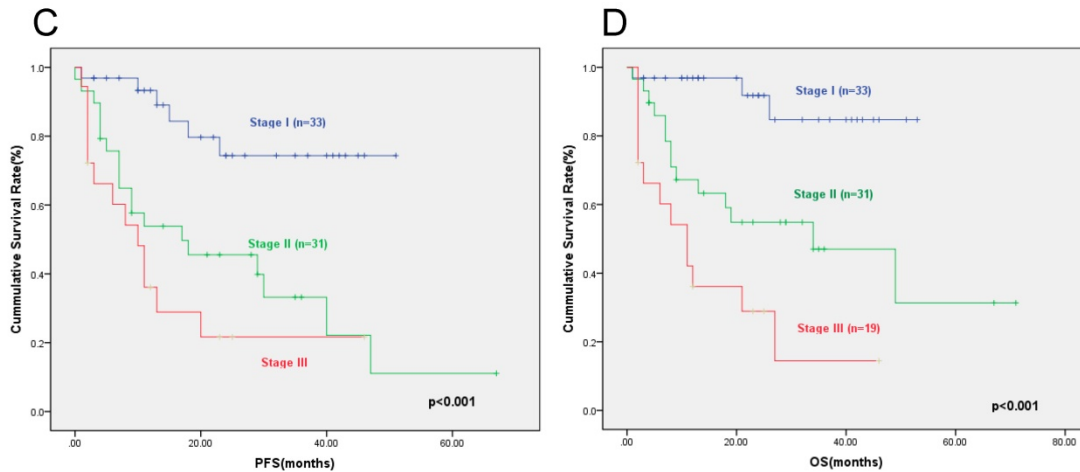 C
1.0
0.8
0.6
0.4
0.2
0.0
Cummulative Survival Rate(%)
Stage I (n=33)
Stage II (n=31)
Stage III
p<0.001
.00 20.00 40.00 60.00
PFS(months)
D
1.0
0.8
0.6
0.4
0.2
0.0
Cummulative Survival Rate(%)
Stage I (n=33)
Stage II (n=31)
Stage III (n=19)
p<0.001
.00 20.00 40.00 60.00 80.00
OS(months)